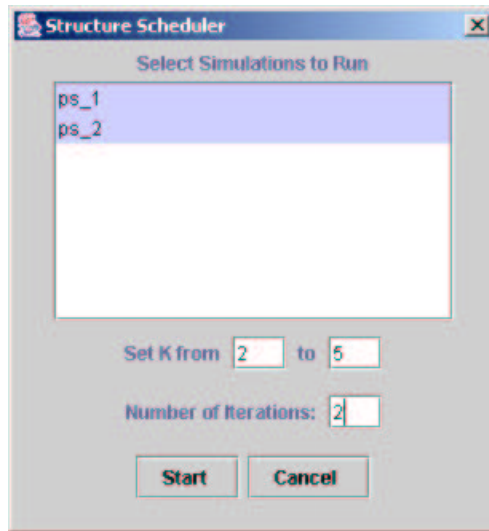 Structure Scheduler
Select Simulations to Run
ps_1
ps_2
Set K from 2 to 5
Number of Iterations: 2
Start Cancel